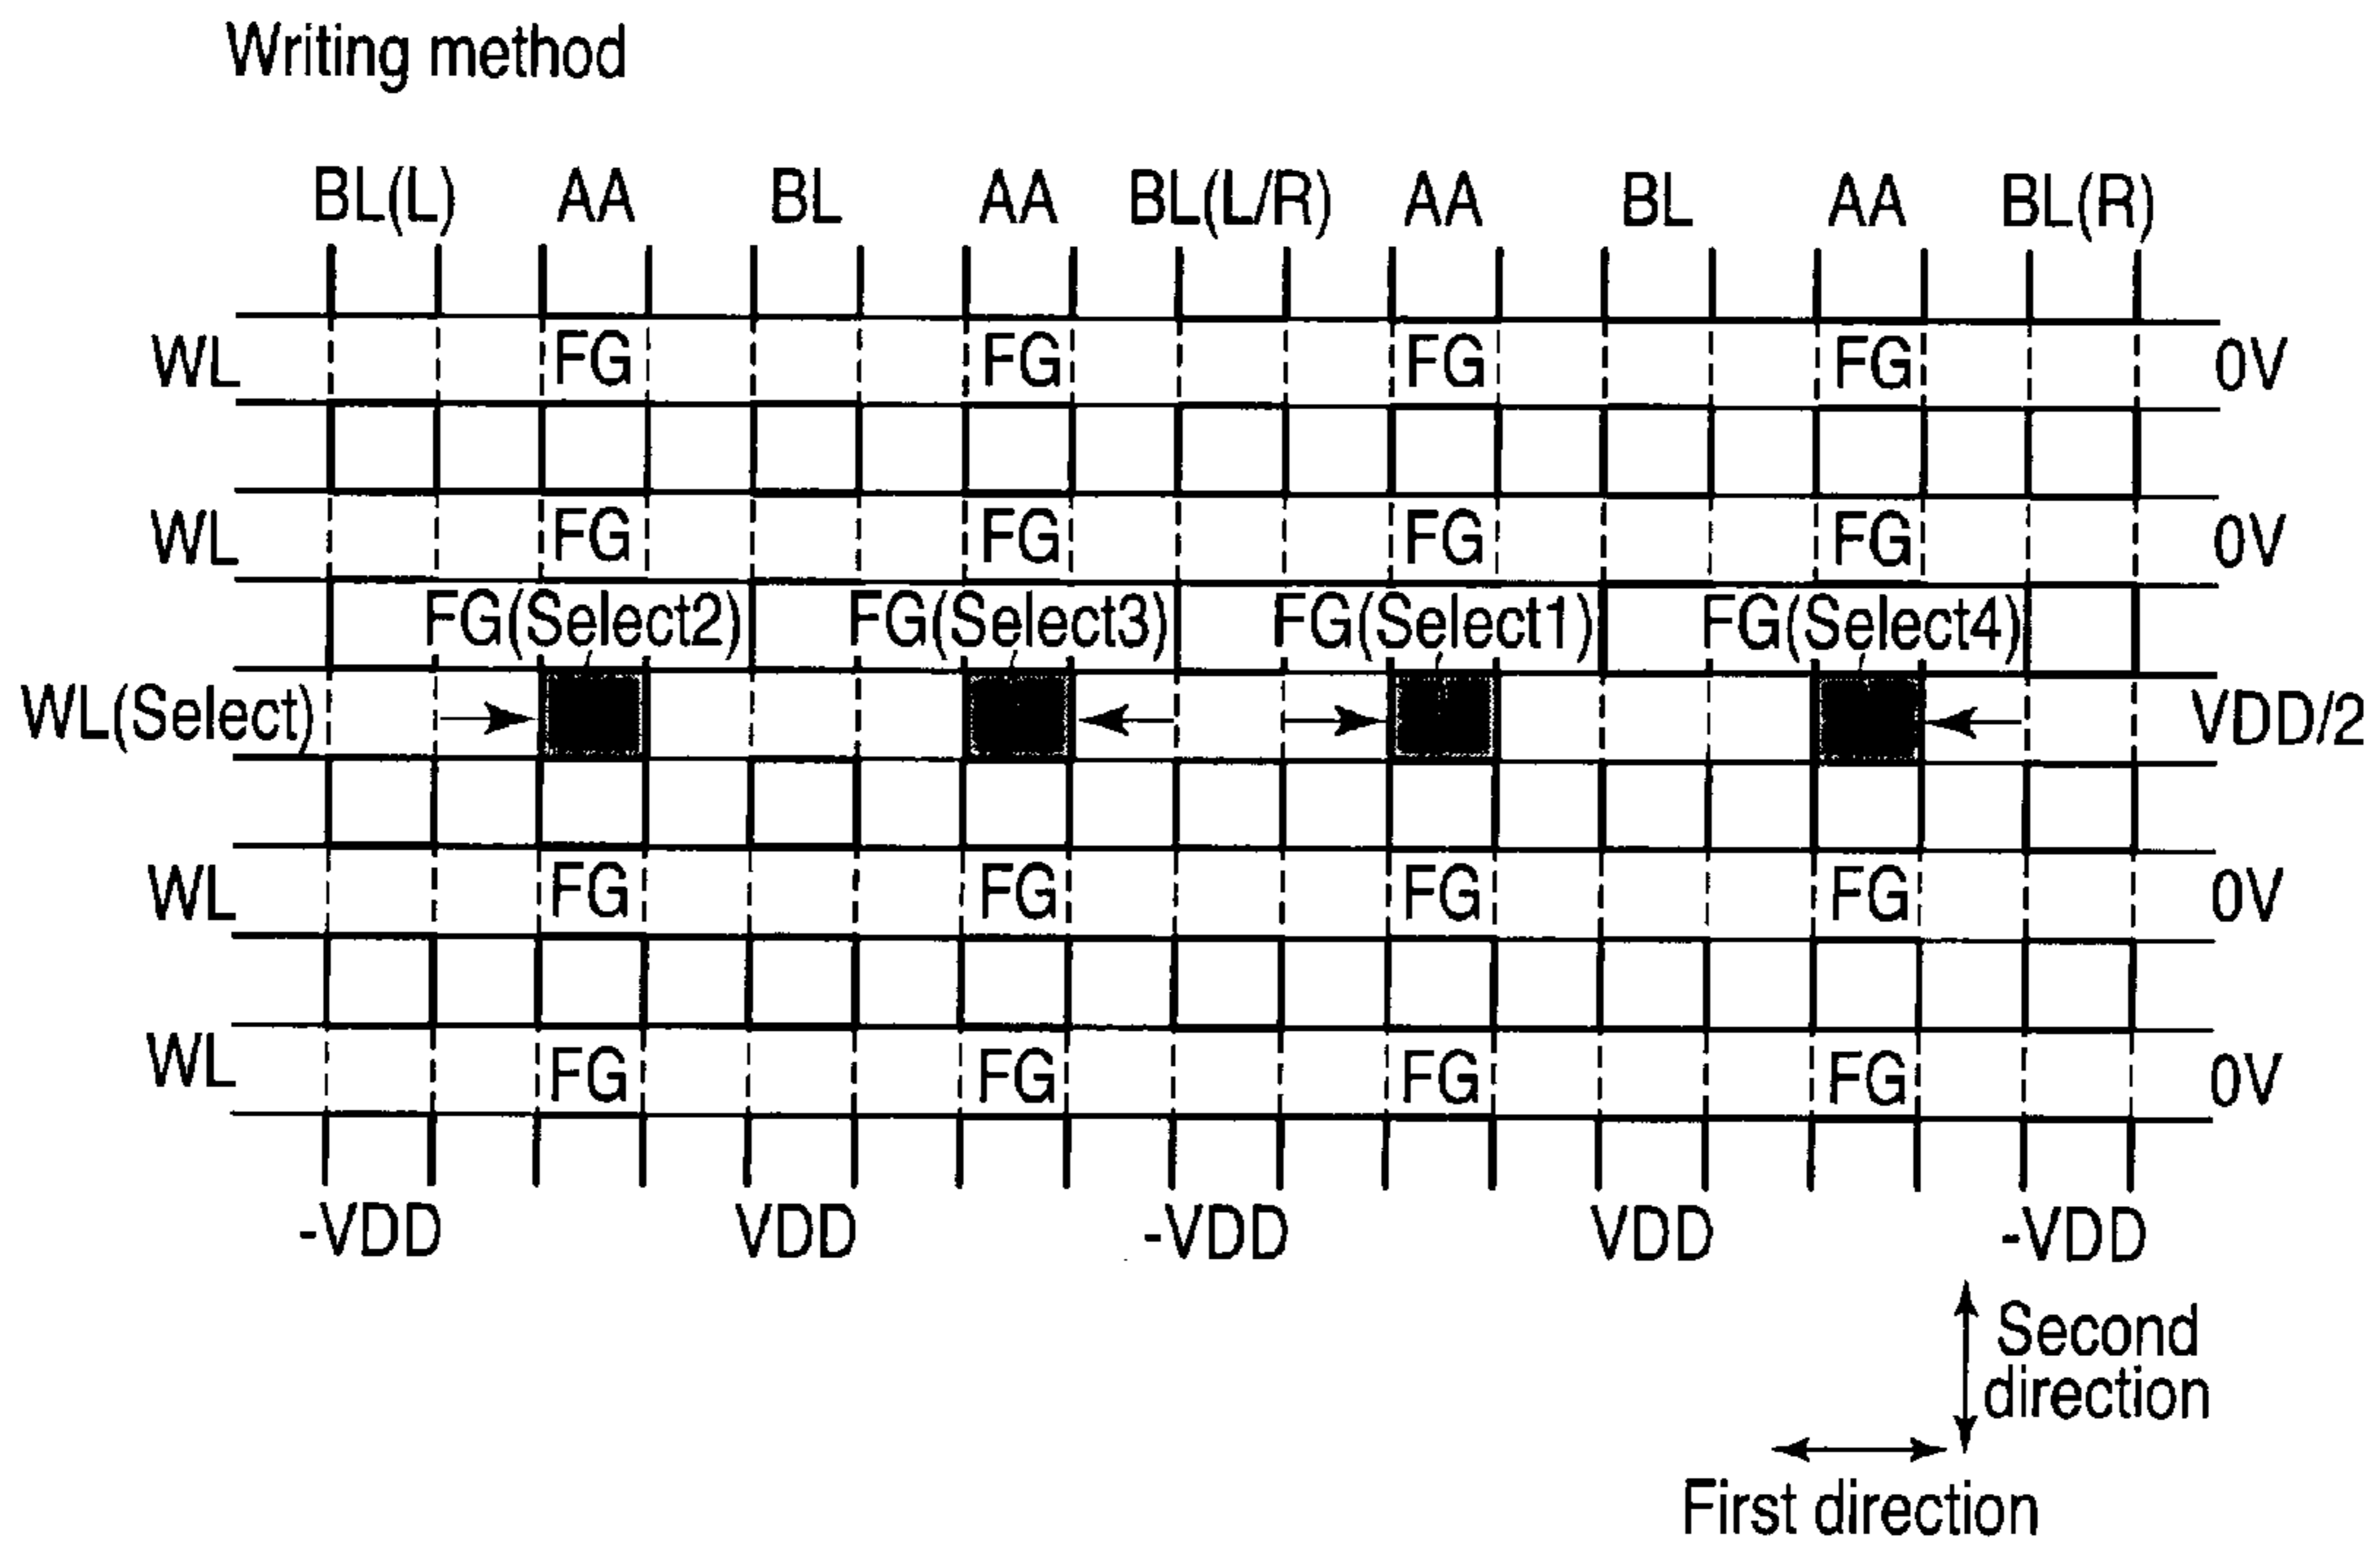 Writing method
BL(L) AA BL AA BL(L/R) AA BL AA BL(R)
WL FG FG FG FG 0V
WL FG FG FG FG 0V
FG(Select2) FG(Select3) FG(Select1) FG(Select4)
WL(Select) VDD/2
WL FG FG FG FG 0V
WL FG FG FG FG 0V
-VDD VDD -VDD VDD -VDD
Second
direction
First direction